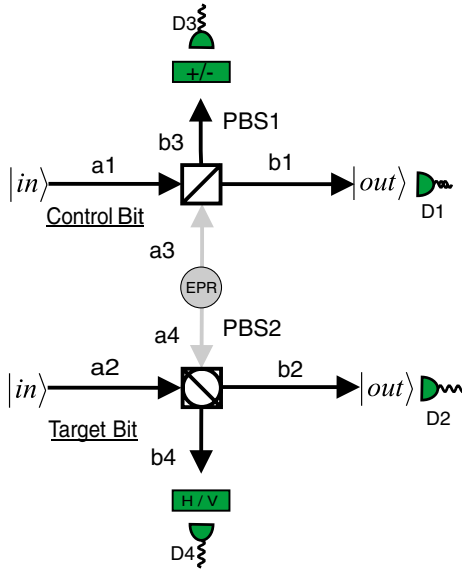 D3
+/-
PBS1
b3
a1
b1
|in⟩
|out⟩
Control Bit
D1
a3
EPR
a4
PBS2
a2
b2
|in⟩
|out⟩
Target Bit
D2
b4
H / V
D4